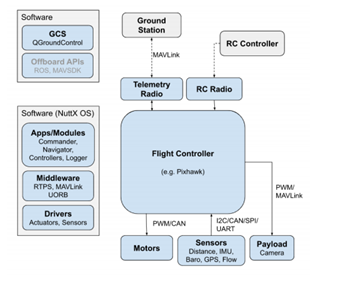 Software
GCS
QGroundControl
Offboard APIs
ROS, MAVSDK
Software (NuttX OS)
Apps/Modules
Commander,
Navigator,
Controllers, Logger
Middleware
RTPS, MAVLink
UORB
Drivers
Actuators, Sensors
Ground
Station
RC Controller
MAVLink
Telemetry
Radio
RC Radio
Flight Controller
(e.g. Pixhawk)
PWM/
MAVLink
PWM/CAN
I2C/CAN/SPI/
UART
Motors
Sensors
Distance, IMU,
Baro, GPS, Flow
Payload
Camera